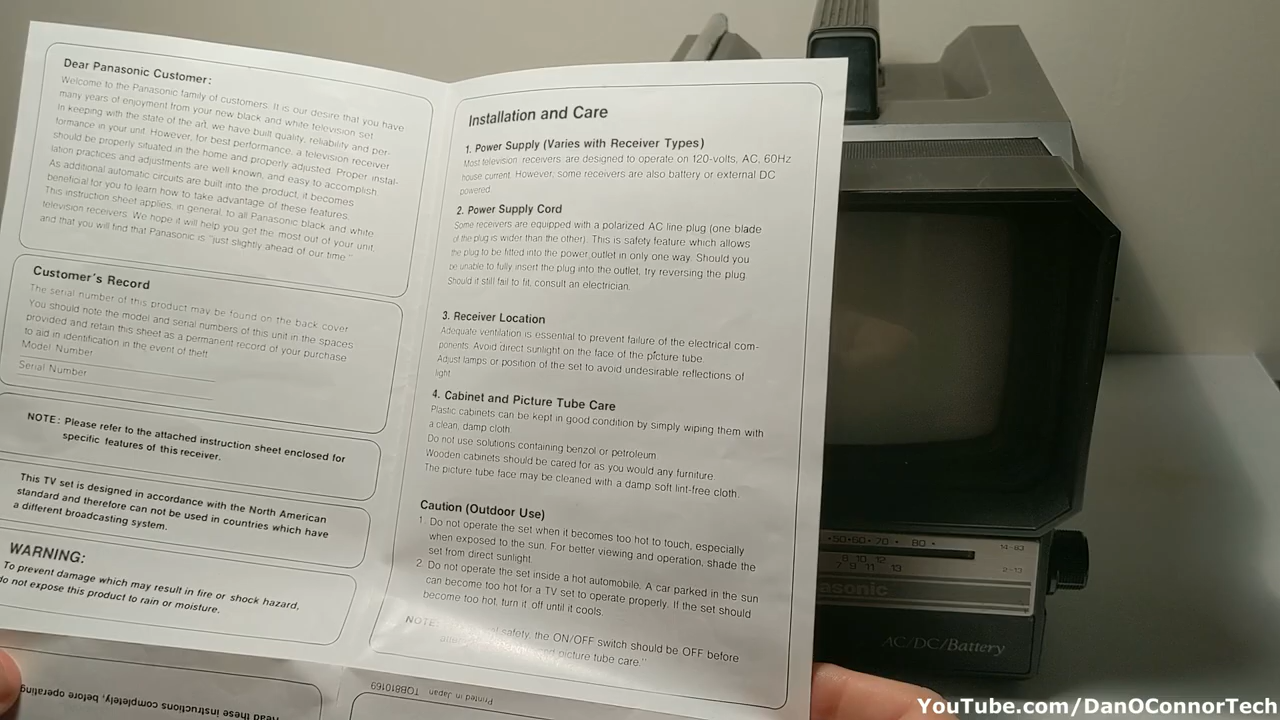 Dear Panasonic Customer:
Welcome to the Panasonic family of customers. It is our desire that you have
many years of enjoyment from your new black and white television set.
In keeping with the state of the art, we have built quality, reliability and per-
formance in your unit. However, for best performance, a television receiver
should be properly situated in the home and properly adjusted. Proper instal-
lation practices and adjustments are well known, and easy to accomplish.
As additional automatic circuits are built into the product, it becomes
beneficial for you to learn how to take advantage of these features.
This instruction sheet applies, in general, to all Panasonic black and white
television receivers. We hope it will help you get the most out of your unit
and that you will find that Panasonic is "just slightly ahead of our time."
Customer's Record
The serial number of this product may be found on the back cover.
You should note the model and serial numbers of this unit in the spaces
provided and retain this sheet as a permanent record of your purchase
to aid in identification in the event of theft.
Model Number
Serial Number
NOTE: Please refer to the attached instruction sheet enclosed for
specific features of this receiver.
This TV set is designed in accordance with the North American
standard and therefore can not be used in countries which have
a different broadcasting system.
WARNING:
To prevent damage which may result in fire or shock hazard,
do not expose this product to rain or moisture.
Installation and Care
1. Power Supply (Varies with Receiver Types)
Most television receivers are designed to operate on 120-volts, AC, 60Hz
house current. However, some receivers are also battery or external DC
powered.
2. Power Supply Cord
Some receivers are equipped with a polarized AC line plug (one blade
of the plug is wider than the other). This is safety feature which allows
the plug to be fitted into the power outlet in only one way. Should you
be unable to fully insert the plug into the outlet, try reversing the plug.
Should it still fail to fit, consult an electrician.
3. Receiver Location
Adequate ventilation is essential to prevent failure of the electrical com-
ponents. Avoid direct sunlight on the face of the picture tube.
Adjust lamps or position of the set to avoid undesirable reflections of
light.
4. Cabinet and Picture Tube Care
Plastic cabinets can be kept in good condition by simply wiping them with
a clean, damp cloth.
Do not use solutions containing benzol or petroleum.
Wooden cabinets should be cared for as you would any furniture.
The picture tube face may be cleaned with a damp soft lint-free cloth.
Caution (Outdoor Use)
1. Do not operate the set when it becomes too hot to touch, especially
when exposed to the sun. For better viewing and operation, shade the
set from direct sunlight.
2. Do not operate the set inside a hot automobile. A car parked in the sun
can become too hot for a TV set to operate properly. If the set should
become too hot, turn it off until it cools.
NOTE: safety, the ON/OFF switch should be OFF before
and picture tube care."
Read these instructions completely, before operating
Printed in Japan TQB810169
50 60 70 80
14-83
8 10 12
7 9 11 13
2-13
asonic
AC/DC/Battery
YouTube.com/DanOConnorTech